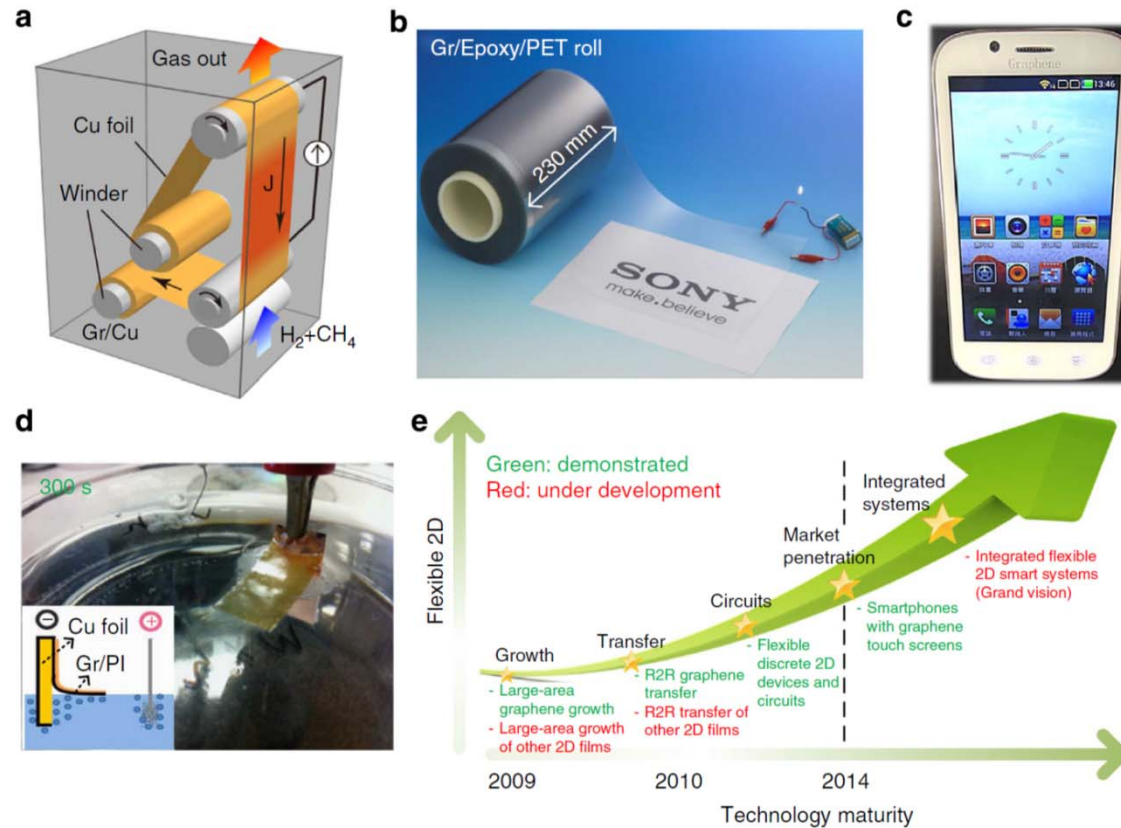 a
Gas out
Cu foil
Winder
J
Gr/Cu
H₂+CH₄
b
Gr/Epoxy/PET roll
230 mm
SONY
make.believe
c
Graphene
13:46
d
300 s
Cu foil
Gr/PI
e
Green: demonstrated
Red: under development
Flexible 2D
Growth
- Large-area
graphene growth
- Large-area growth
of other 2D films
Transfer
- R2R graphene
transfer
- R2R transfer of
other 2D films
Circuits
- Flexible
discrete 2D
devices and
circuits
Market
penetration
- Smartphones
with graphene
touch screens
Integrated
systems
- Integrated flexible
2D smart systems
(Grand vision)
2009
2010
2014
Technology maturity